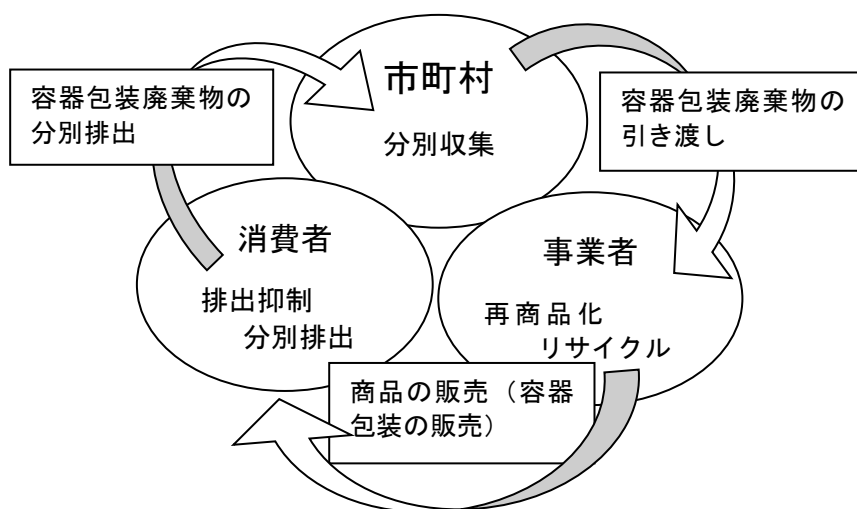 市町村
分別収集
容器包装廃棄物の
分別排出
容器包装廃棄物の
引き渡し
消費者
排出抑制
分別排出
事業者
再商品化
リサイクル
商品の販売（容器
包装の販売）